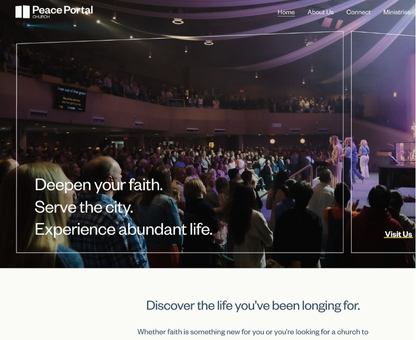 Peace Portal
CHURCH
Home About Us Connect Ministries
Deepen your faith.
Serve the city.
Experience abundant life.
Visit Us
Discover the life you've been longing for.
Whether faith is something new for you or you're looking for a church to